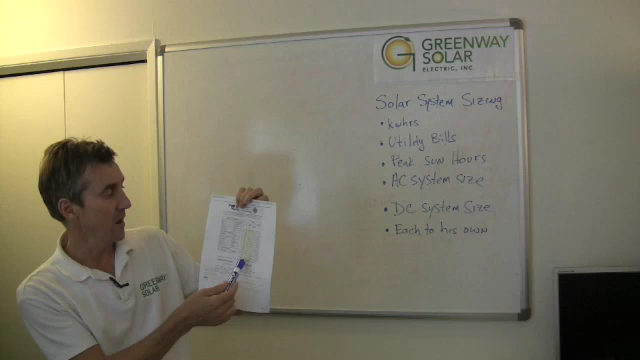 GREENWAY
SOLAR
ELECTRIC, INC
Solar System Sizing
• kwhrs
• Utility Bills
• Peak Sun Hours
• AC System Size
• DC System Size
• Each to his own
GREENWAY
SOLAR